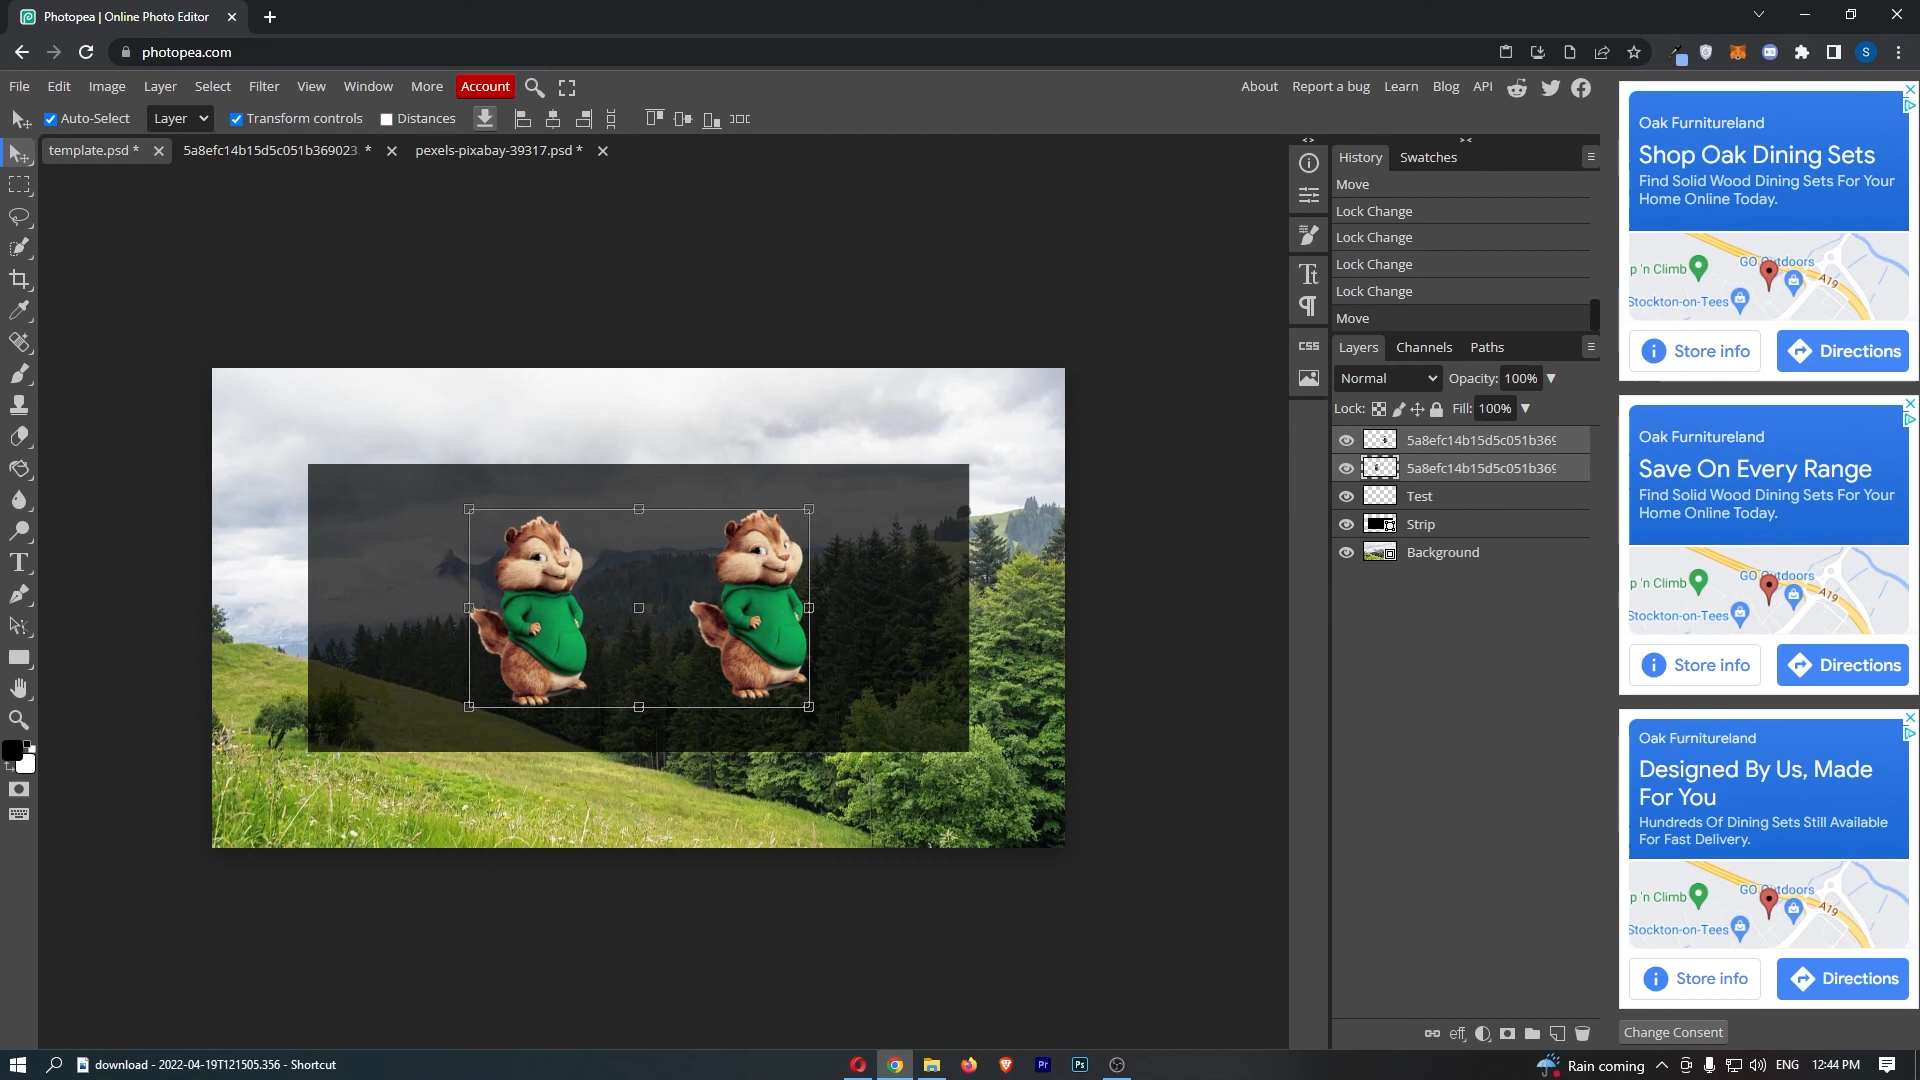 Photopea | Online Photo Editor
photopea.com
File Edit Image Layer Select Filter View Window More Account
About Report a bug Learn Blog API
Auto-Select Layer Transform controls Distances
template.psd * 5a8efc14b15d5c051b369023. * pexels-pixabay-39317.psd *
History Swatches
Move
Lock Change
Lock Change
Lock Change
Lock Change
Move
CSS
Layers Channels Paths
Normal Opacity: 100%
Lock: Fill: 100%
5a8efc14b15d5c051b369
5a8efc14b15d5c051b369
Test
Strip
Background
eff
Oak Furnitureland
Shop Oak Dining Sets
Find Solid Wood Dining Sets For Your
Home Online Today.
p 'n Climb
GO Outdoors
A19
Stockton-on-Tees
Store info Directions
Oak Furnitureland
Save On Every Range
Find Solid Wood Dining Sets For Your
Home Online Today.
p 'n Climb
GO Outdoors
A19
Stockton-on-Tees
Store info Directions
Oak Furnitureland
Designed By Us, Made
For You
Hundreds Of Dining Sets Still Available
For Fast Delivery.
p 'n Climb
GO Outdoors
A19
Stockton-on-Tees
Store info Directions
Change Consent
download - 2022-04-19T121505.356 - Shortcut
Pr
Ps
Rain coming
ENG
12:44 PM